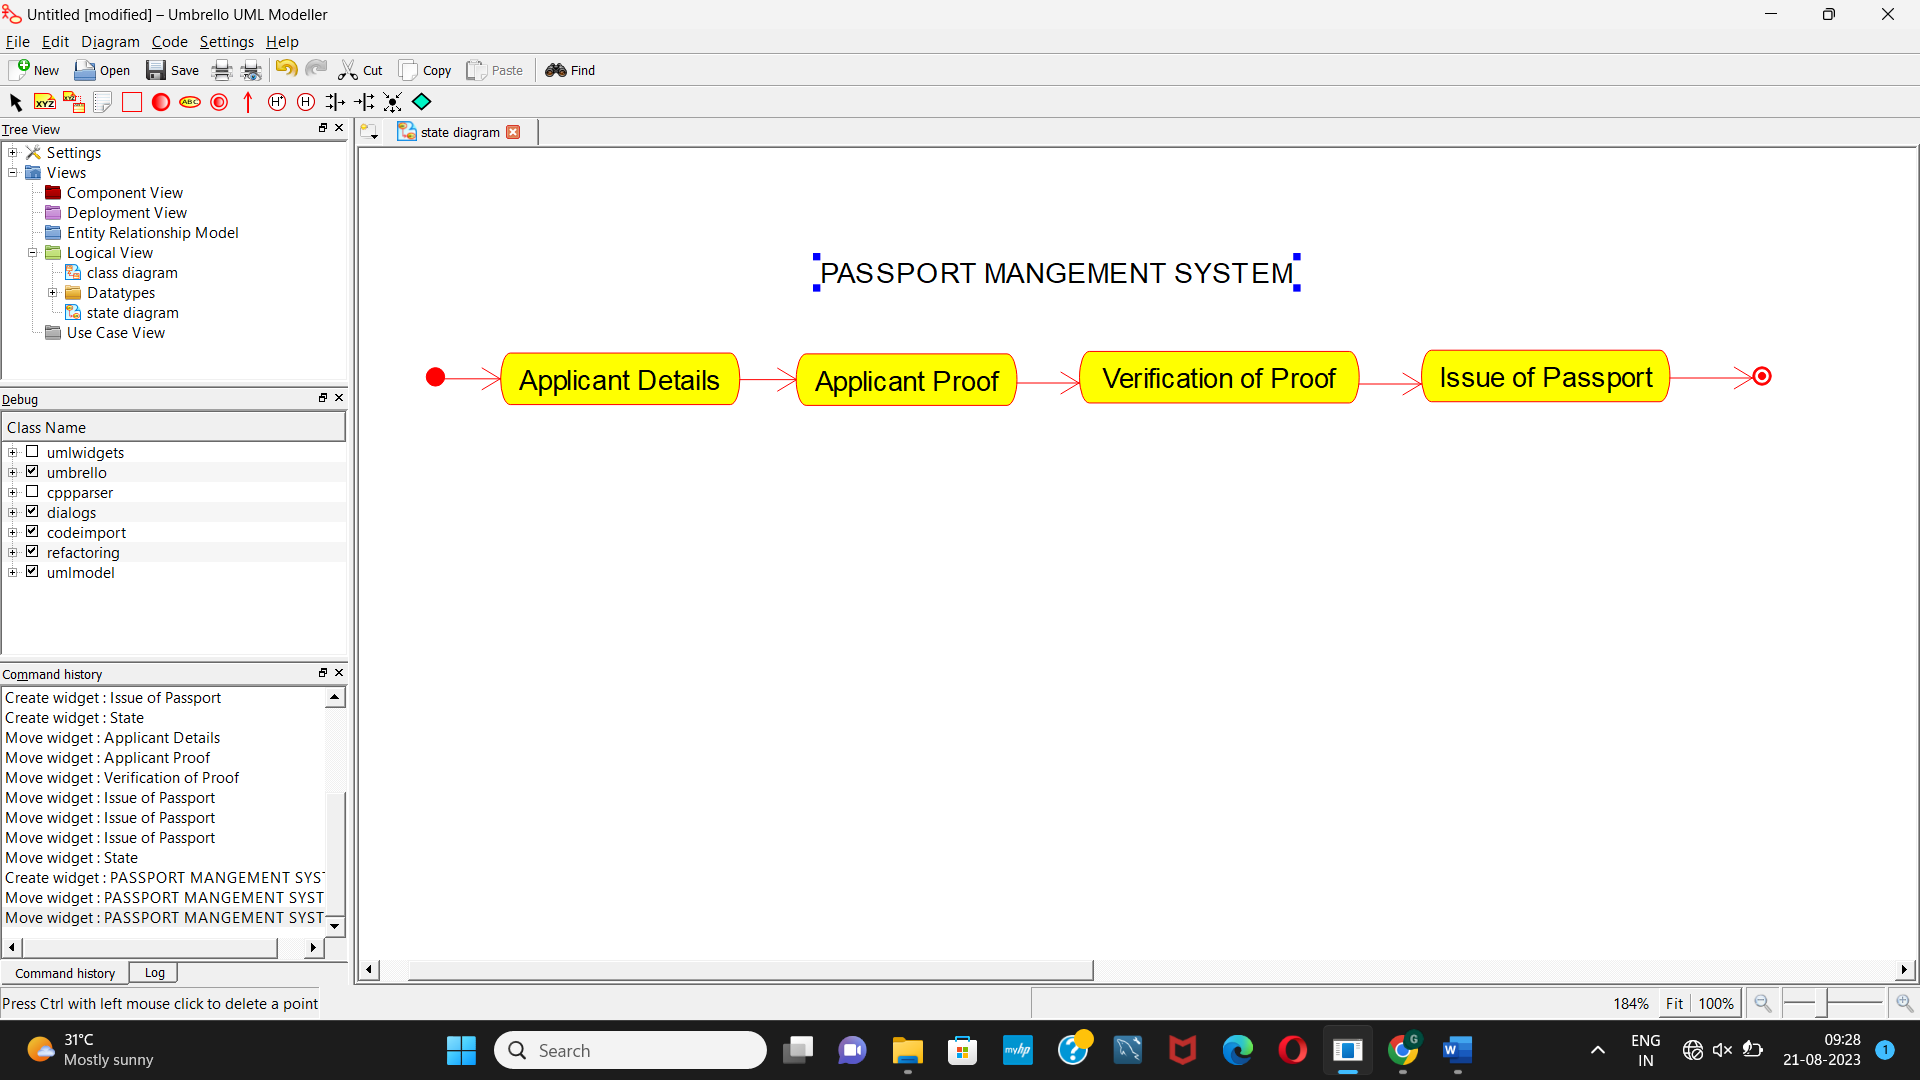 Untitled [modified] – Umbrello UML Modeller
File Edit Diagram Code Settings Help
New Open Save Cut Copy Paste Find
XYZ XYZ ABC H* H
Tree View
state diagram
Settings
Views
Component View
Deployment View
Entity Relationship Model
Logical View
class diagram
Datatypes
state diagram
Use Case View
PASSPORT MANGEMENT SYSTEM
Applicant Details Applicant Proof Verification of Proof Issue of Passport
Debug
Class Name
umlwidgets
umbrello
cppparser
dialogs
codeimport
refactoring
umlmodel
Command history
Create widget : Issue of Passport
Create widget : State
Move widget : Applicant Details
Move widget : Applicant Proof
Move widget : Verification of Proof
Move widget : Issue of Passport
Move widget : Issue of Passport
Move widget : Issue of Passport
Move widget : State
Create widget : PASSPORT MANGEMENT SYST
Move widget : PASSPORT MANGEMENT SYST
Move widget : PASSPORT MANGEMENT SYST
Command history Log
Press Ctrl with left mouse click to delete a point
184% Fit 100%
31°C
Mostly sunny
Search
myhp
G
W
ENG
IN
09:28
21-08-2023
1